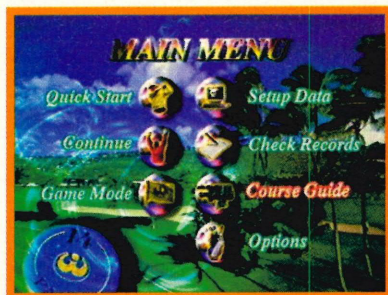 MAIN MENU
Quick Start
Setup Data
Continue
Check Records
Game Mode
Course Guide
Options